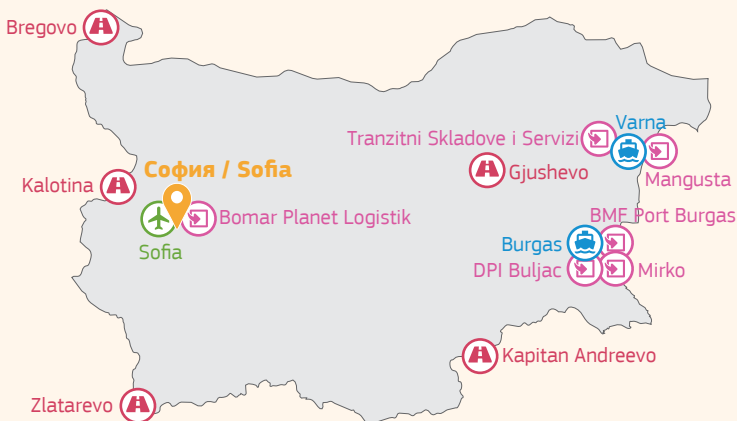 Bregovo
Varna
Tranzitni Skladove i Servizi
София / Sofia
Gjushevo
Mangusta
Kalotina
BMF Port Burgas
Bomar Planet Logistik
Sofia
Burgas
DPI Buljac
Mirko
Kapitan Andreevo
Zlatarevo